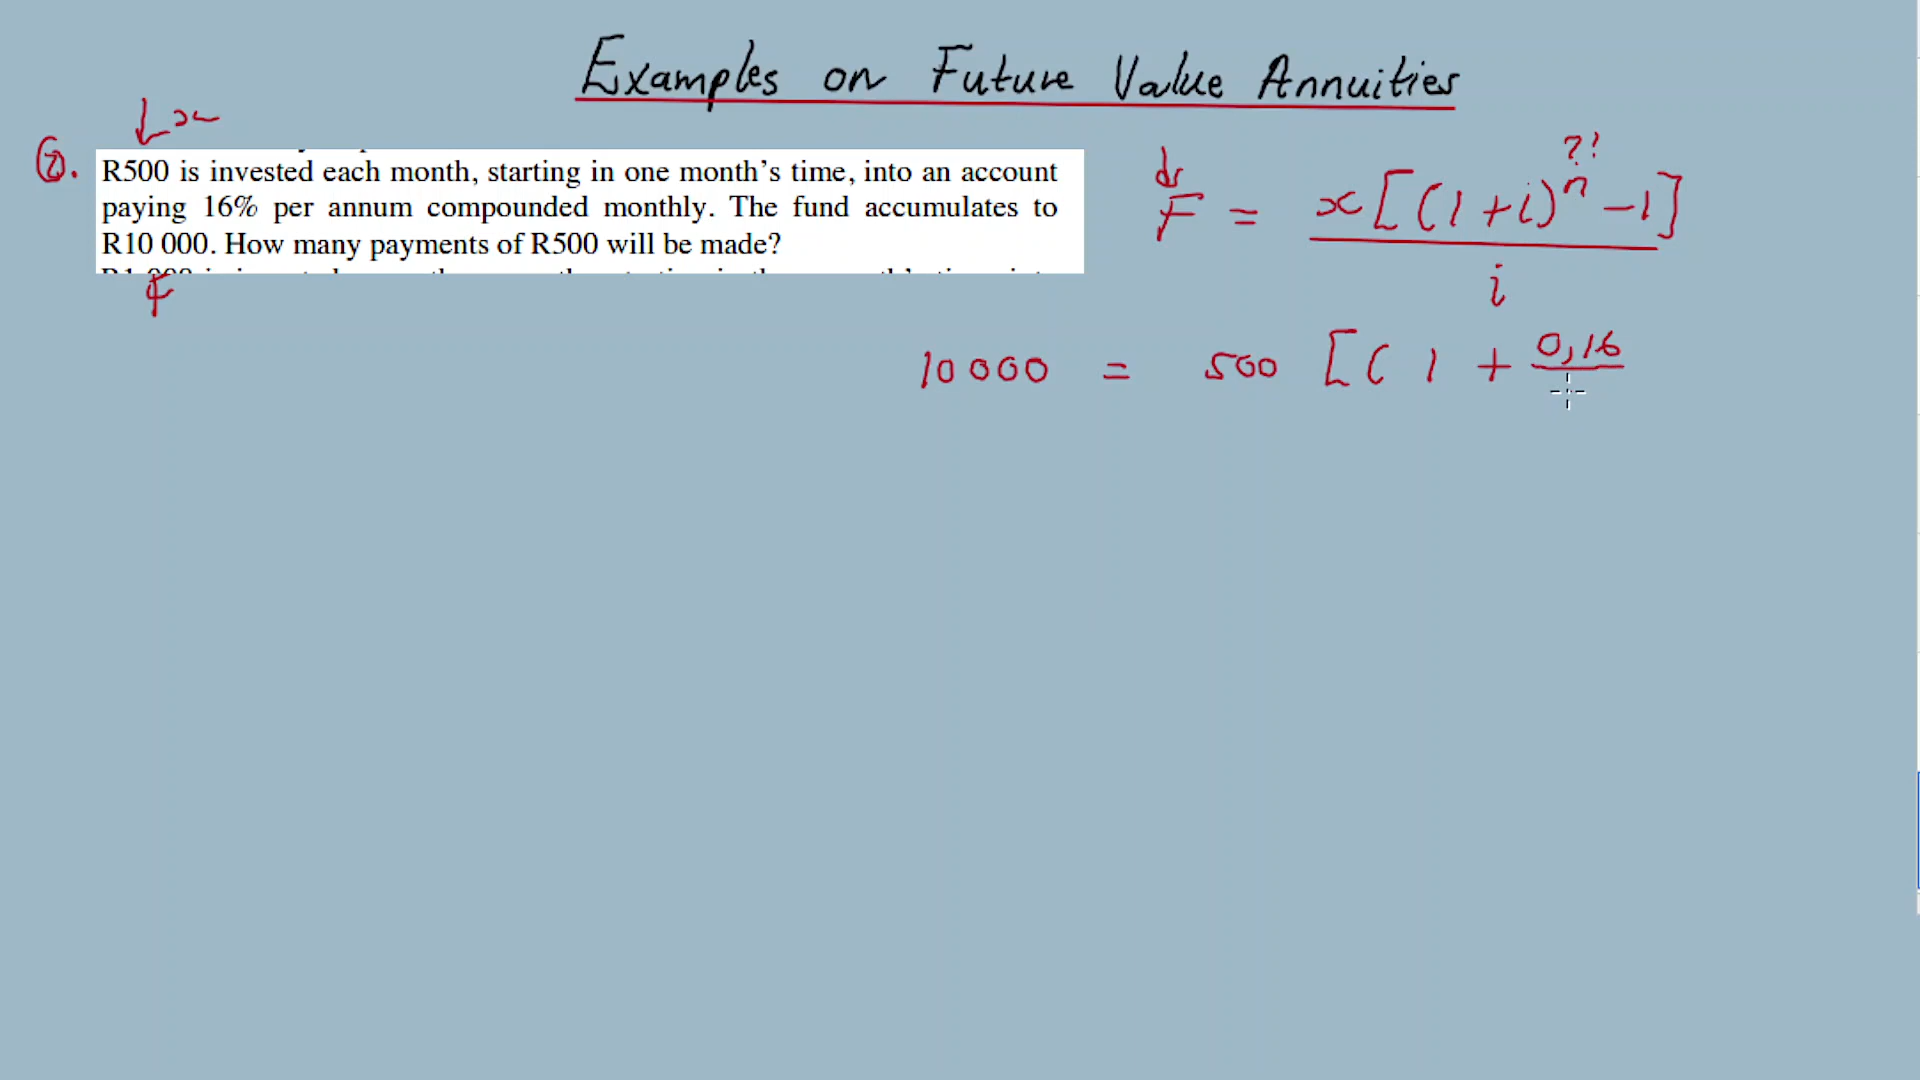 Examples on Future Value Annuities
x
②.
R500 is invested each month, starting in one month's time, into an account
paying 16% per annum compounded monthly. The fund accumulates to
R10 000. How many payments of R500 will be made?
F
??
F = x[(1+i)ⁿ-1]
i
10000 = 500 [( 1 + 0,16